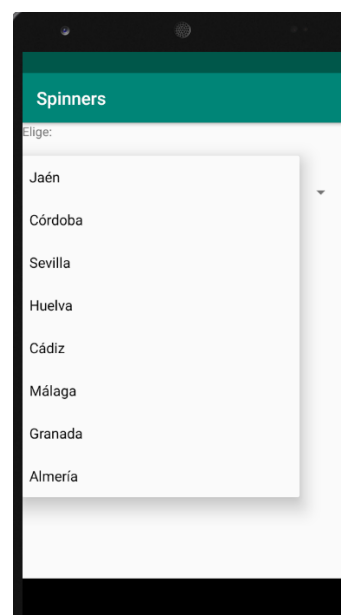 Spinners
Elige:
Jaén
Córdoba
Sevilla
Huelva
Cádiz
Málaga
Granada
Almería